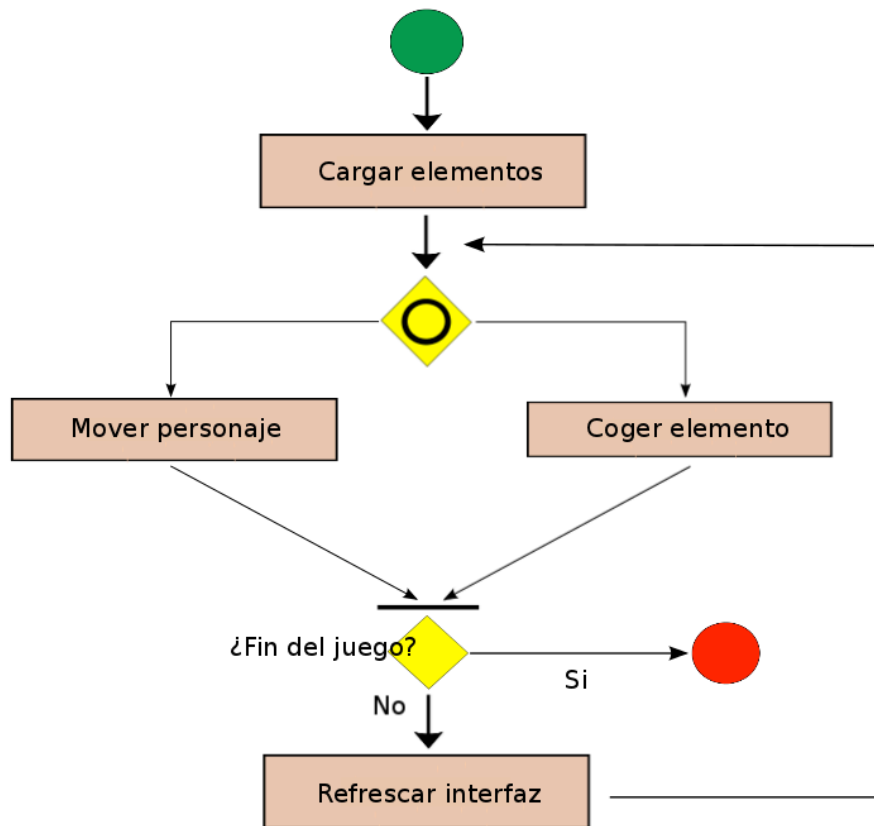 Cargar elementos
Mover personaje
Coger elemento
¿Fin del juego?
Si
No
Refrescar interfaz